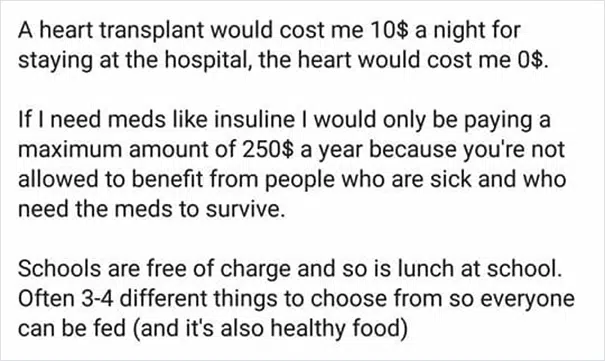 A heart transplant would cost me 10$ a night for
staying at the hospital, the heart would cost me 0$.
If I need meds like insuline I would only be paying a
maximum amount of 250$ a year because you're not
allowed to benefit from people who are sick and who
need the meds to survive.
Schools are free of charge and so is lunch at school.
Often 3-4 different things to choose from so everyone
can be fed (and it's also healthy food)